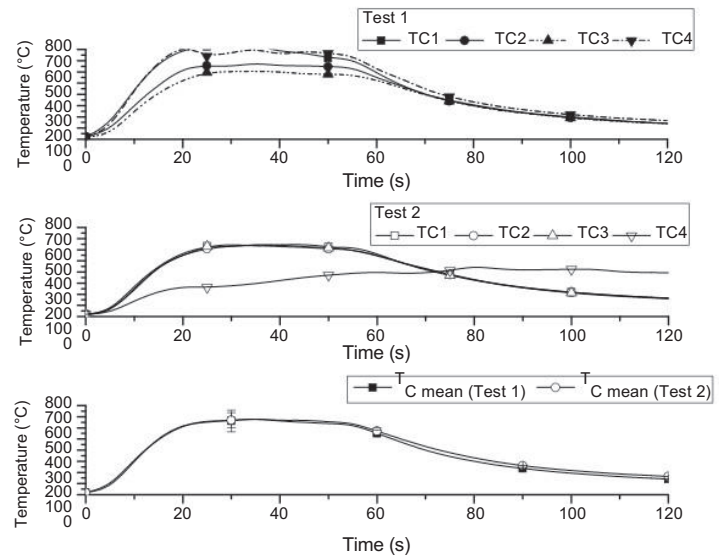 Test 1
TC1 TC2 TC3 TC4
Temperature (°C)
800
700
600
500
400
300
200
100
0
0 20 40 60 80 100 120
Time (s)
Test 2
TC1 TC2 TC3 TC4
Temperature (°C)
800
700
600
500
400
300
200
100
0
0 20 40 60 80 100 120
Time (s)
T C mean (Test 1) T C mean (Test 2)
Temperature (°C)
800
700
600
500
400
300
200
100
0
0 20 40 60 80 100 120
Time (s)